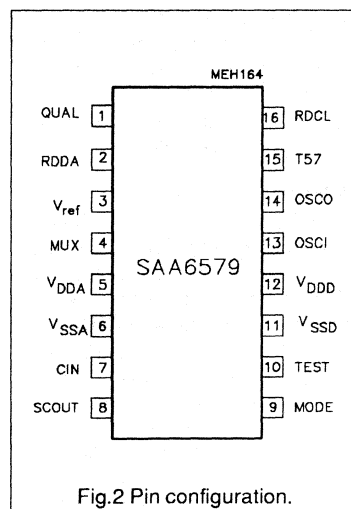 MEH164
QUAL 1 16 RDCL
RDDA 2 15 T57
Vref 3 14 OSCO
MUX 4 13 OSCI
SAA6579
VDDA 5 12 VDDD
VSSA 6 11 VSSD
CIN 7 10 TEST
SCOUT 8 9 MODE
Fig.2 Pin configuration.